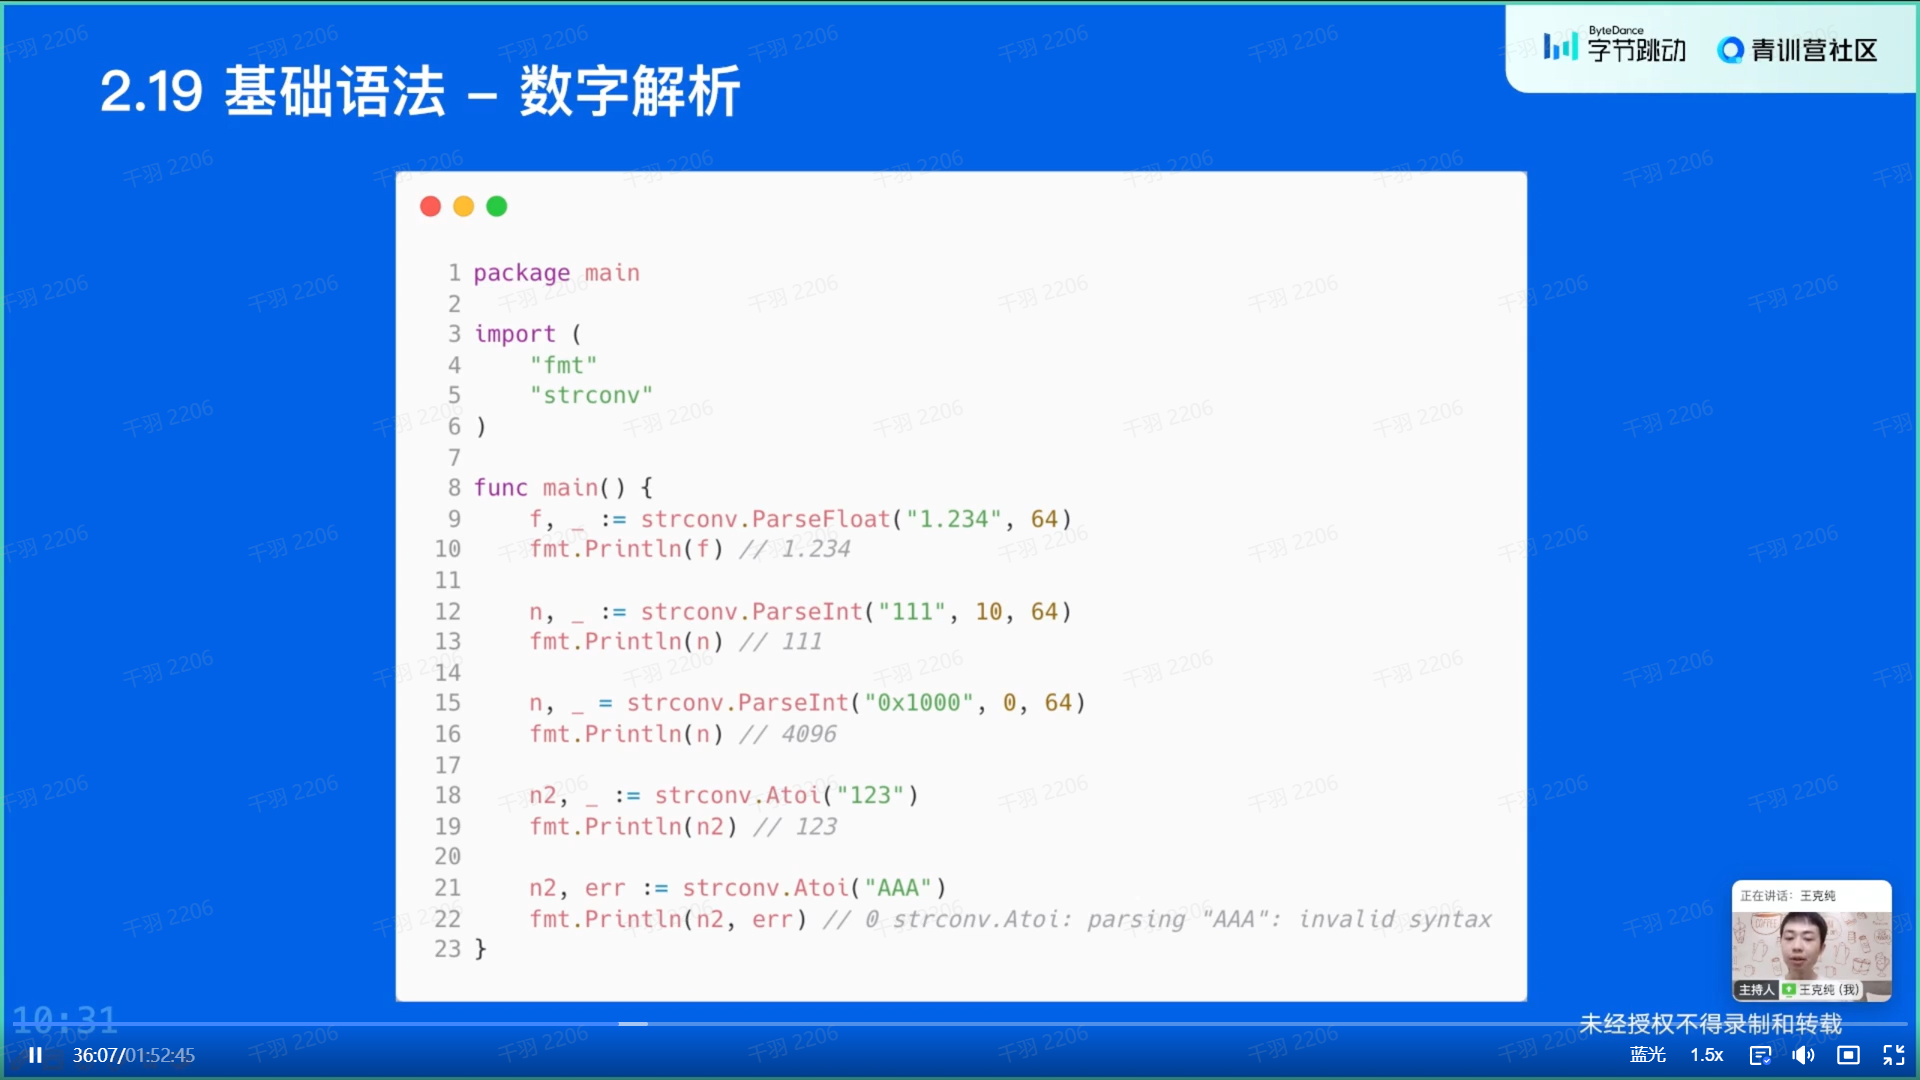 ByteDance
字节跳动
青训营社区
2.19 基础语法 – 数字解析
1 package main
2
3 import (
4 "fmt"
5 "strconv"
6 )
7
8 func main() {
9 f, _ := strconv.ParseFloat("1.234", 64)
10 fmt.Println(f) // 1.234
11
12 n, _ := strconv.ParseInt("111", 10, 64)
13 fmt.Println(n) // 111
14
15 n, _ = strconv.ParseInt("0x1000", 0, 64)
16 fmt.Println(n) // 4096
17
18 n2, _ := strconv.Atoi("123")
19 fmt.Println(n2) // 123
20
21 n2, err := strconv.Atoi("AAA")
22 fmt.Println(n2, err) // 0 strconv.Atoi: parsing "AAA": invalid syntax
23 }
正在讲话: 王克纯
COFFEE
主持人 王克纯 (我)
10:31
未经授权不得录制和转载
36:07/01:52:45
蓝光 1.5x
千羽 2206